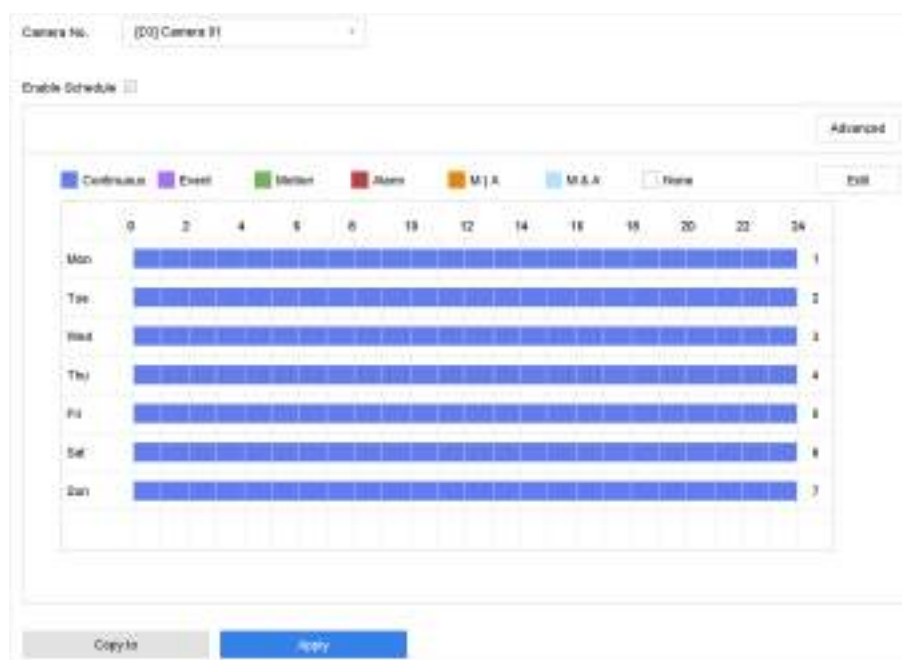 Camera No. [D3] Camera 01
Enable Schedule
Advanced
Continuous Event Motion Alarm M | A M & A None Edit
0 2 4 6 8 10 12 14 16 18 20 22 24
Mon 1
Tue 2
Wed 3
Thu 4
Fri 5
Sat 6
Sun 7
Copy to Apply